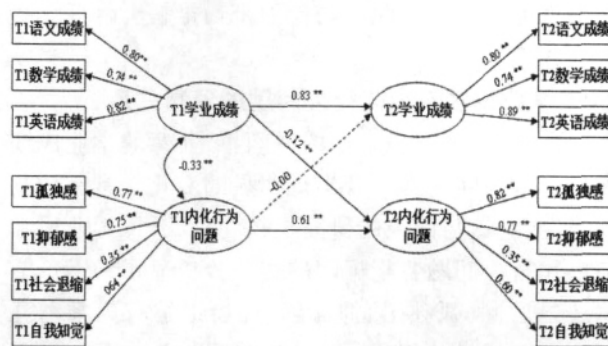 T1语文成绩
0.80**
0.80 **
T2语文成绩
T1数学成绩
0.74 **
0.74 **
T2数学成绩
T1学业成绩
0.83 **
T2学业成绩
T1英语成绩
0.82 **
0.89 **
T2英语成绩
-0.12 **
-0.33 **
-0.00
T1孤独感
0.77 **
0.82 **
T2孤独感
T1抑郁感
0.75 **
T1内化行为
问题
0.61 **
T2内化行为
问题
0.77 **
T2抑郁感
T1社会退缩
0.35 **
0.35 **
T2社会退缩
T1自我知觉
064 **
0.60 **
T2自我知觉